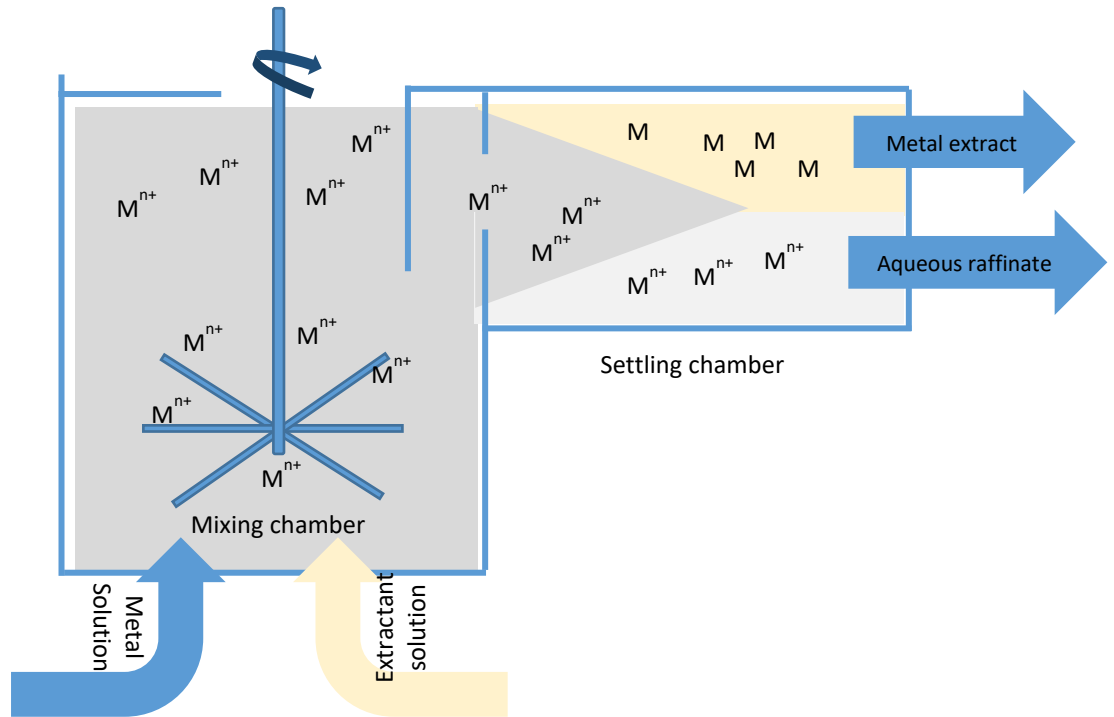 M
M
M
M
M
Metal extract
Mⁿ⁺
Mⁿ⁺
Mⁿ⁺
Mⁿ⁺
Mⁿ⁺
Mⁿ⁺
Mⁿ⁺
Mⁿ⁺
Mⁿ⁺
Mⁿ⁺
Aqueous raffinate
Mⁿ⁺
Mⁿ⁺
Mⁿ⁺
Mⁿ⁺
Settling chamber
Mⁿ⁺
Mⁿ⁺
Mixing chamber
Metal
Solution
Extractant
solution